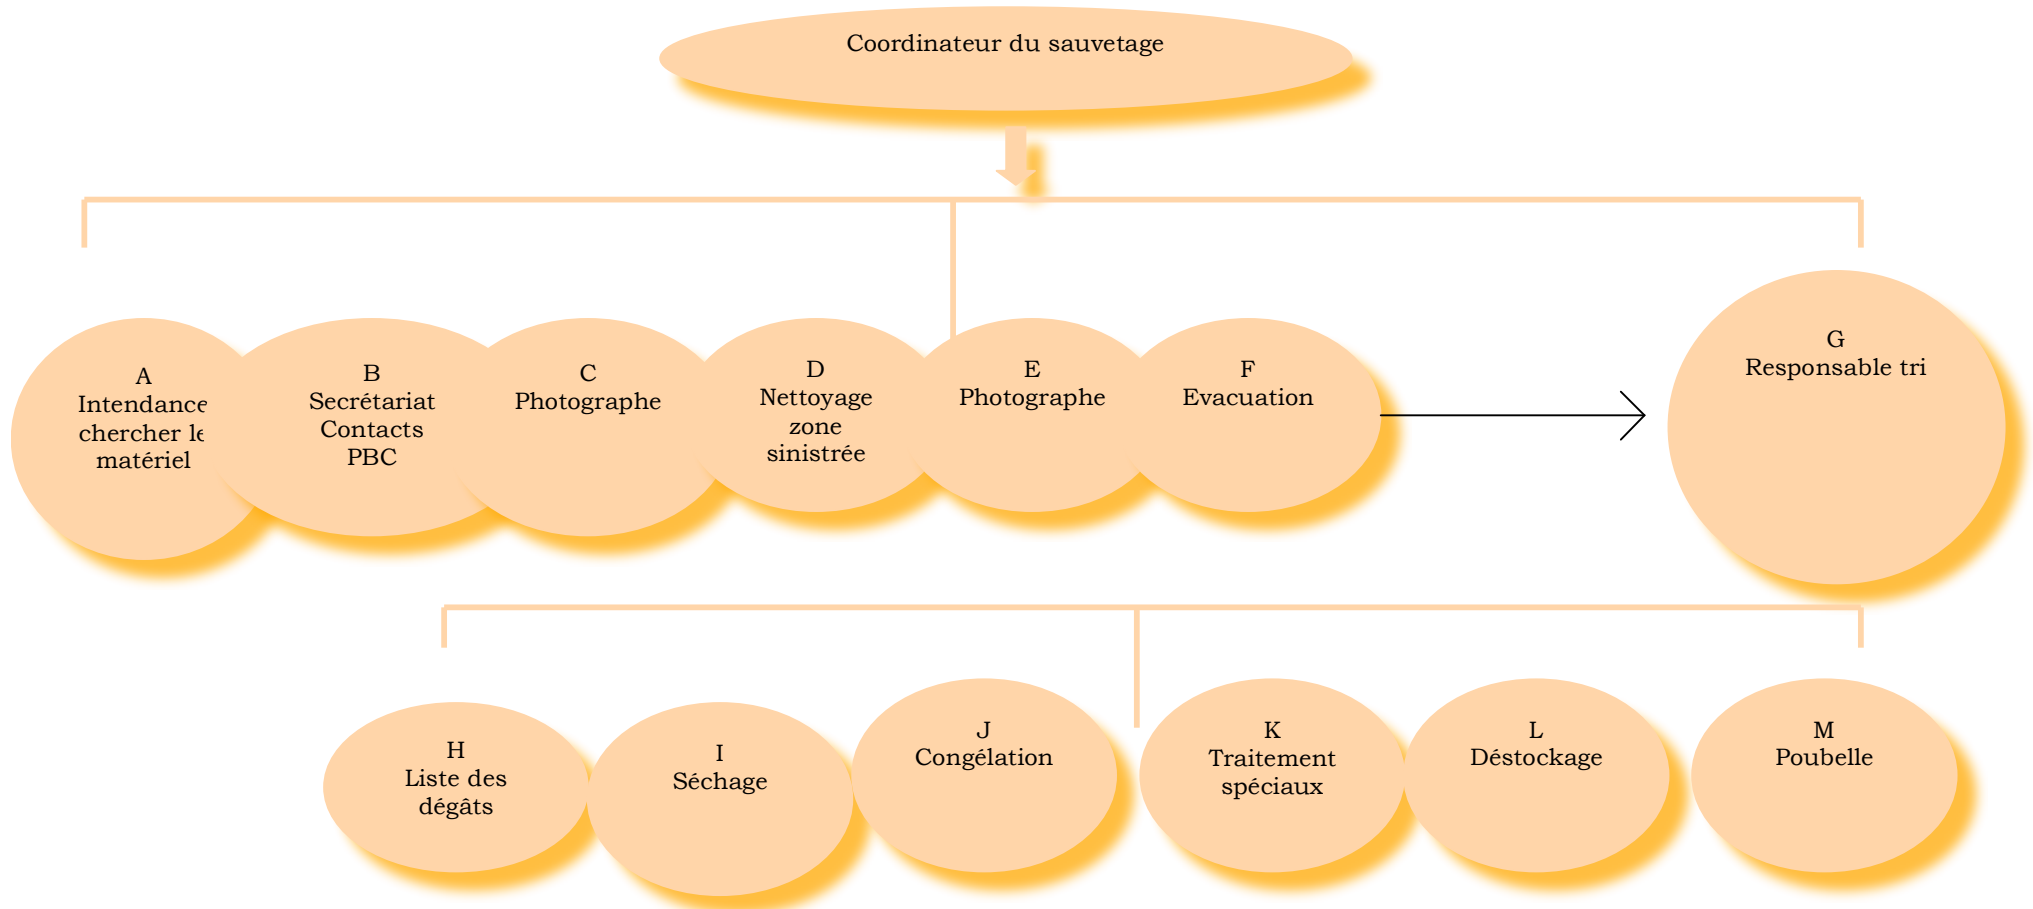 Coordinateur du sauvetage
A
Intendance
chercher le
matériel
B
Secrétariat
Contacts
PBC
C
Photographe
D
Nettoyage
zone
sinistrée
E
Photographe
F
Evacuation
G
Responsable tri
H
Liste des
dégâts
I
Séchage
J
Congélation
K
Traitement
spéciaux
L
Déstockage
M
Poubelle